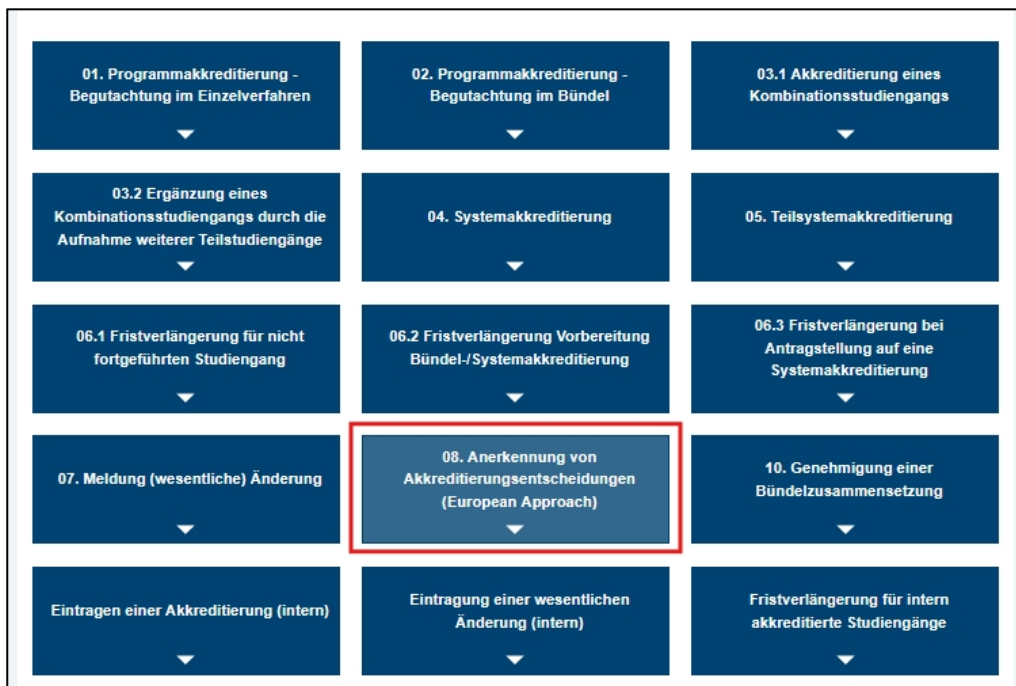 01. Programmakkreditierung -
Begutachtung im Einzelverfahren
02. Programmakkreditierung -
Begutachtung im Bündel
03.1 Akkreditierung eines
Kombinationsstudiengangs
03.2 Ergänzung eines
Kombinationsstudiengangs durch die
Aufnahme weiterer Teilstudiengänge
04. Systemakkreditierung
05. Teilsystemakkreditierung
06.1 Fristverlängerung für nicht
fortgeführten Studiengang
06.2 Fristverlängerung Vorbereitung
Bündel-/Systemakkreditierung
06.3 Fristverlängerung bei
Antragstellung auf eine
Systemakkreditierung
07. Meldung (wesentliche) Änderung
08. Anerkennung von
Akkreditierungsentscheidungen
(European Approach)
10. Genehmigung einer
Bündelzusammensetzung
Eintragen einer Akkreditierung (intern)
Eintragung einer wesentlichen
Änderung (intern)
Fristverlängerung für intern
akkreditierte Studiengänge